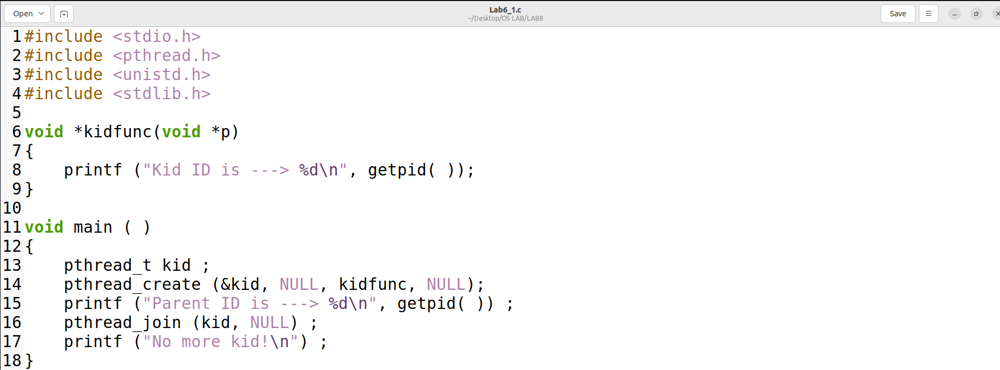 Open
Lab6_1.c
~/Desktop/OS LAB/LAB8
Save
1 #include <stdio.h>
2 #include <pthread.h>
3 #include <unistd.h>
4 #include <stdlib.h>
5
6 void *kidfunc(void *p)
7 {
8     printf ("Kid ID is ---> %d\n", getpid( ));
9 }
10
11 void main ( )
12 {
13     pthread_t kid ;
14     pthread_create (&kid, NULL, kidfunc, NULL);
15     printf ("Parent ID is ---> %d\n", getpid( )) ;
16     pthread_join (kid, NULL) ;
17     printf ("No more kid!\n") ;
18 }